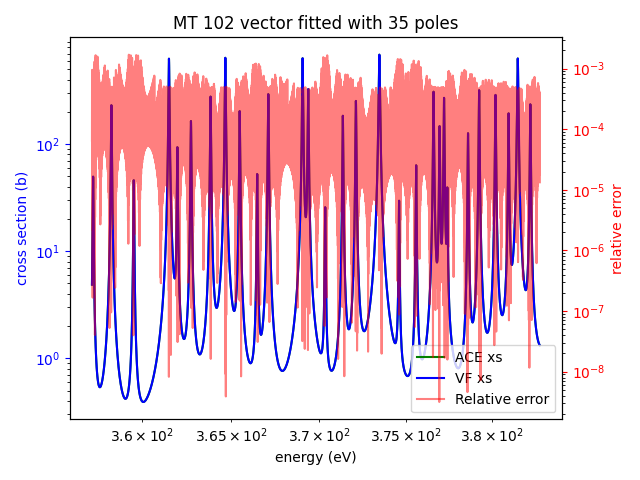 MT 102 vector fitted with 35 poles
cross section (b)
10²
10¹
10⁰
10⁻³
10⁻⁴
10⁻⁵
10⁻⁶
10⁻⁷
10⁻⁸
relative error
ACE xs
VF xs
Relative error
3.6 × 10² 3.65 × 10² 3.7 × 10² 3.75 × 10² 3.8 × 10²
energy (eV)